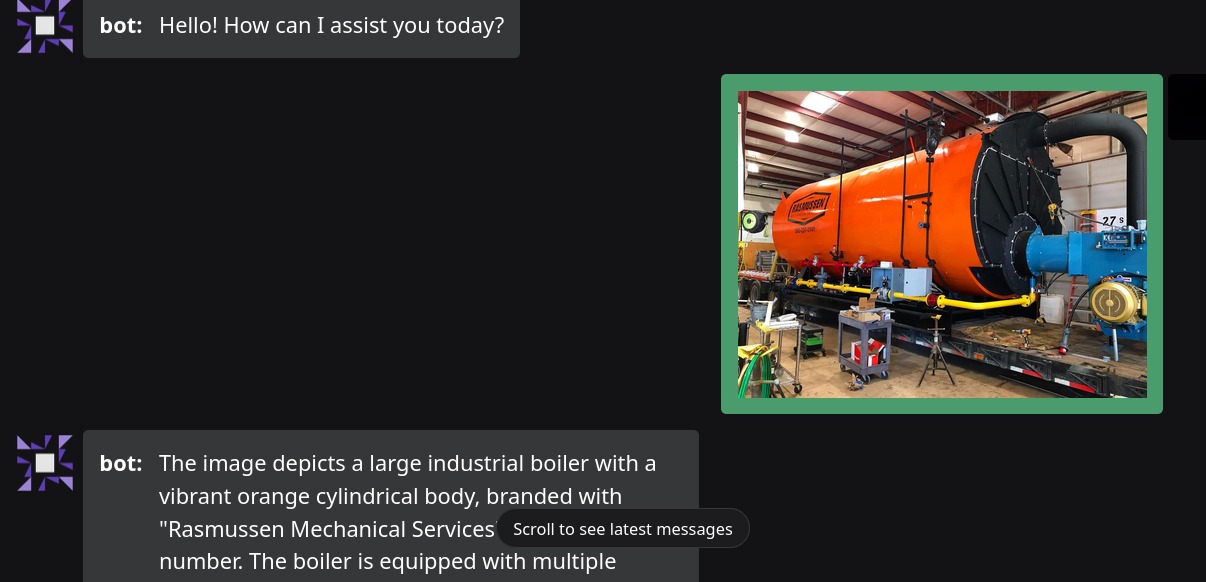 bot: Hello! How can I assist you today?
RASMUSSEN
27 s
bot: The image depicts a large industrial boiler with a
vibrant orange cylindrical body, branded with
"Rasmussen Mechanical Services"
Scroll to see latest messages
number. The boiler is equipped with multiple